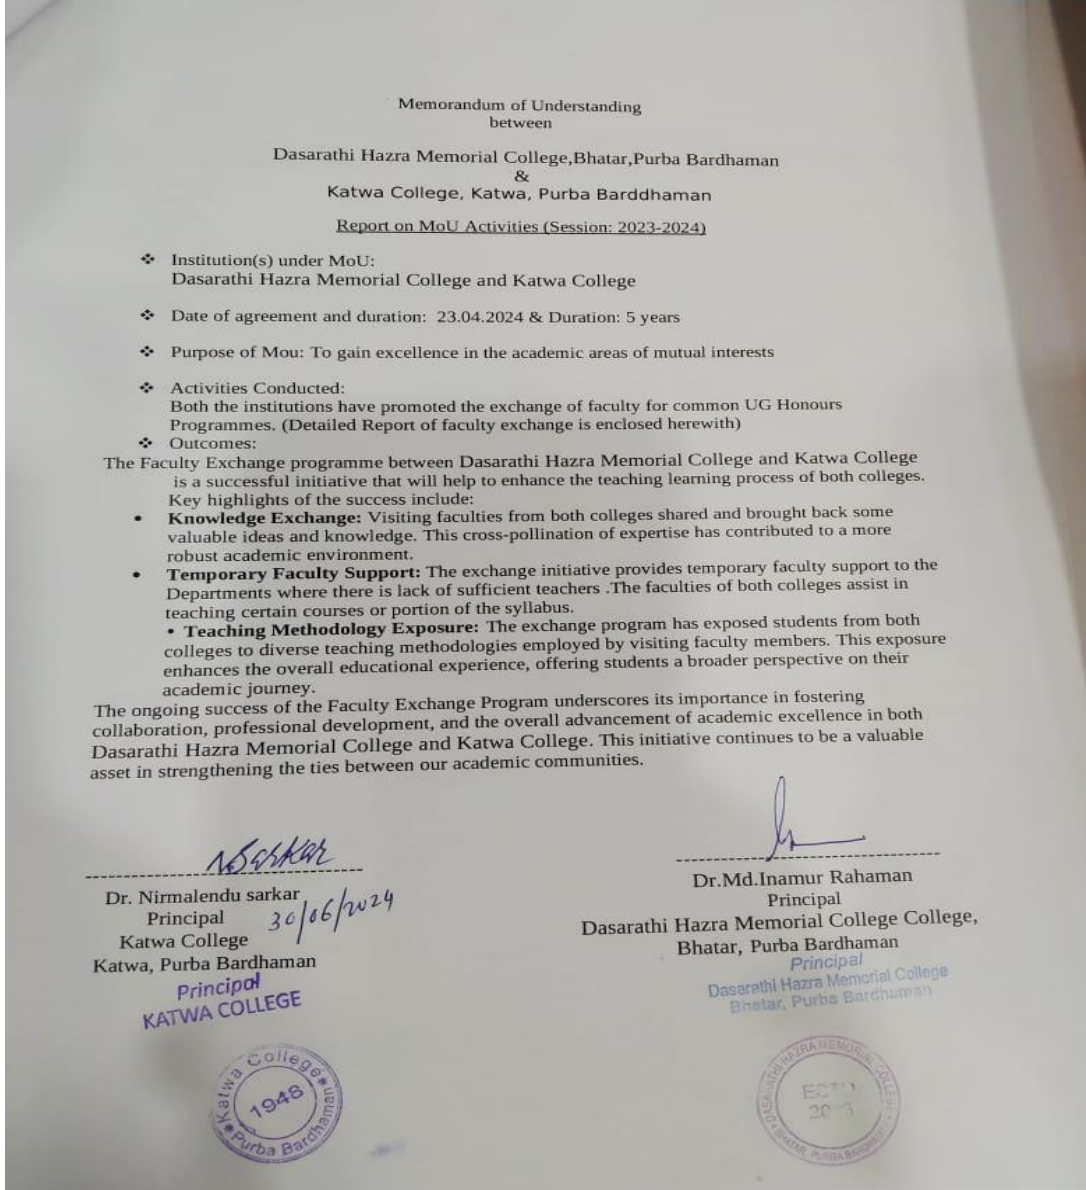 Memorandum of Understanding
between
Dasarathi Hazra Memorial College,Bhatar,Purba Bardhaman
&
Katwa College, Katwa, Purba Barddhaman
Report on MoU Activities (Session: 2023-2024)
❖ Institution(s) under MoU:
Dasarathi Hazra Memorial College and Katwa College
❖ Date of agreement and duration: 23.04.2024 & Duration: 5 years
❖ Purpose of Mou: To gain excellence in the academic areas of mutual interests
❖ Activities Conducted:
Both the institutions have promoted the exchange of faculty for common UG Honours
Programmes. (Detailed Report of faculty exchange is enclosed herewith)
❖ Outcomes:
The Faculty Exchange programme between Dasarathi Hazra Memorial College and Katwa College
is a successful initiative that will help to enhance the teaching learning process of both colleges.
Key highlights of the success include:
• Knowledge Exchange: Visiting faculties from both colleges shared and brought back some
valuable ideas and knowledge. This cross-pollination of expertise has contributed to a more
robust academic environment.
• Temporary Faculty Support: The exchange initiative provides temporary faculty support to the
Departments where there is lack of sufficient teachers .The faculties of both colleges assist in
teaching certain courses or portion of the syllabus.
• Teaching Methodology Exposure: The exchange program has exposed students from both
colleges to diverse teaching methodologies employed by visiting faculty members. This exposure
enhances the overall educational experience, offering students a broader perspective on their
academic journey.
The ongoing success of the Faculty Exchange Program underscores its importance in fostering
collaboration, professional development, and the overall advancement of academic excellence in both
Dasarathi Hazra Memorial College and Katwa College. This initiative continues to be a valuable
asset in strengthening the ties between our academic communities.
NSarkar
Dr. Nirmalendu sarkar
Principal
30/06/2024
Katwa College
Katwa, Purba Bardhaman
Principal
KATWA COLLEGE
Katwa College
1948
Purba Bardhaman
Dr.Md.Inamur Rahaman
Principal
Dasarathi Hazra Memorial College College,
Bhatar, Purba Bardhaman
Principal
Dasarathi Hazra Memorial College
Bhatar, Purba Bardhaman
DASARATHI HAZRA MEMORIAL COLLEGE
BHATAR, PURBA